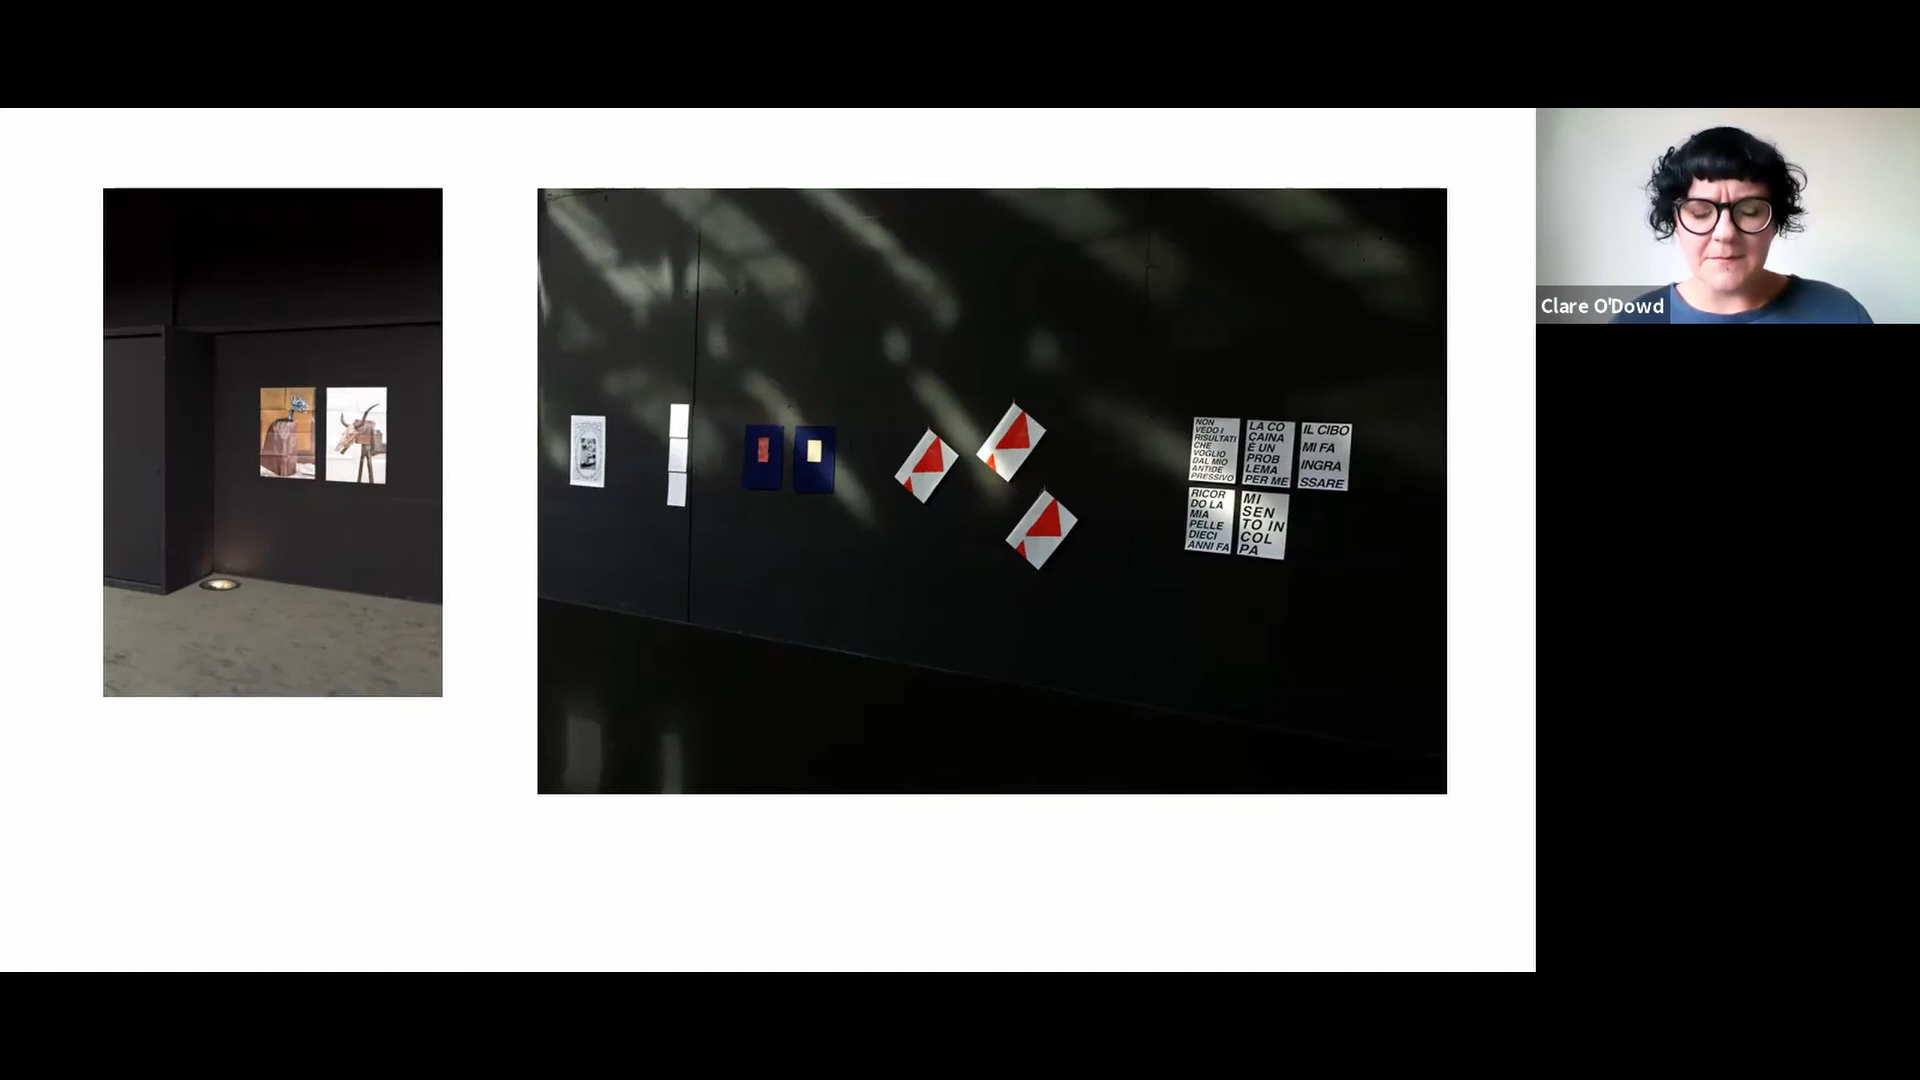 Clare O'Dowd
NON
VEDO I
RISULTATI
CHE
VOGLIO
DAL MIO
ANTIDE
PRESSIVO
LA CO
CAINA
È UN
PROB
LEMA
PER ME
IL CIBO
MI FA
INGRA
SSARE
RICOR
DO LA
MIA
PELLE
DIECI
ANNI FA
MI
SEN
TO IN
COL
PA